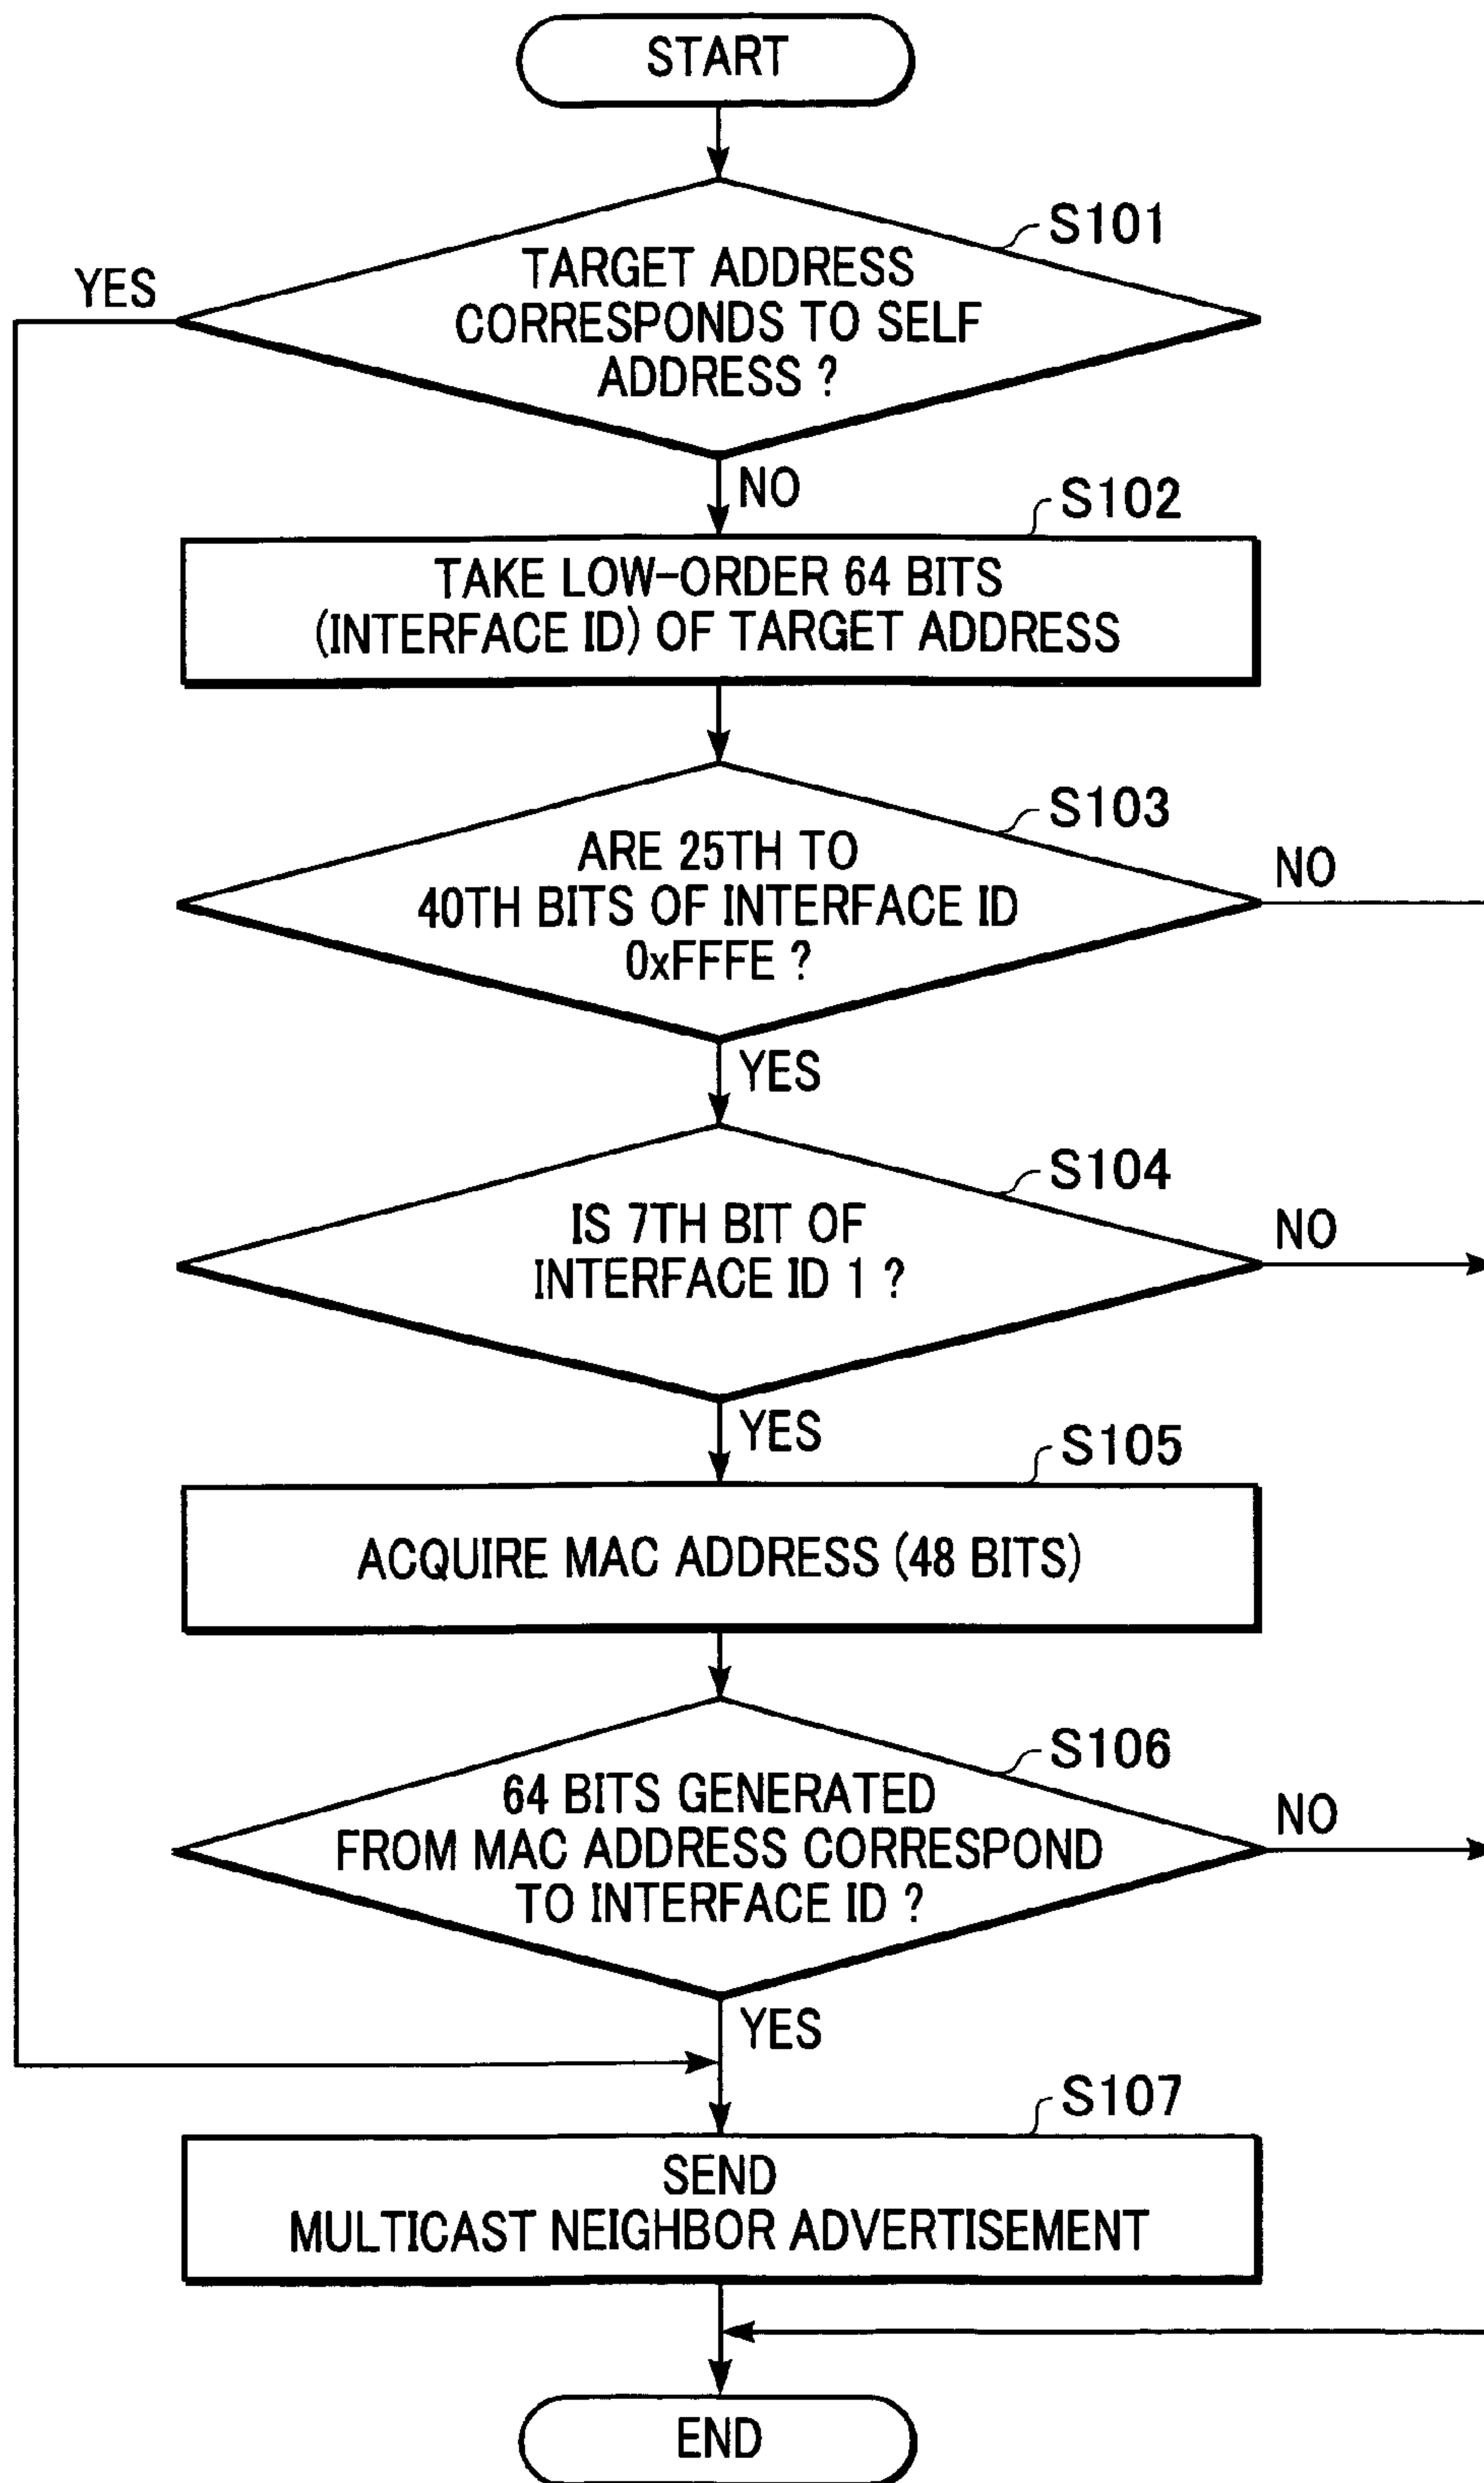 START
S101
YES
TARGET ADDRESS
CORRESPONDS TO SELF
ADDRESS ?
NO
S102
TAKE LOW-ORDER 64 BITS
(INTERFACE ID) OF TARGET ADDRESS
S103
ARE 25TH TO
40TH BITS OF INTERFACE ID
0xFFFE ?
NO
YES
S104
IS 7TH BIT OF
INTERFACE ID 1 ?
NO
YES
S105
ACQUIRE MAC ADDRESS (48 BITS)
S106
64 BITS GENERATED
FROM MAC ADDRESS CORRESPOND
TO INTERFACE ID ?
NO
YES
S107
SEND
MULTICAST NEIGHBOR ADVERTISEMENT
END